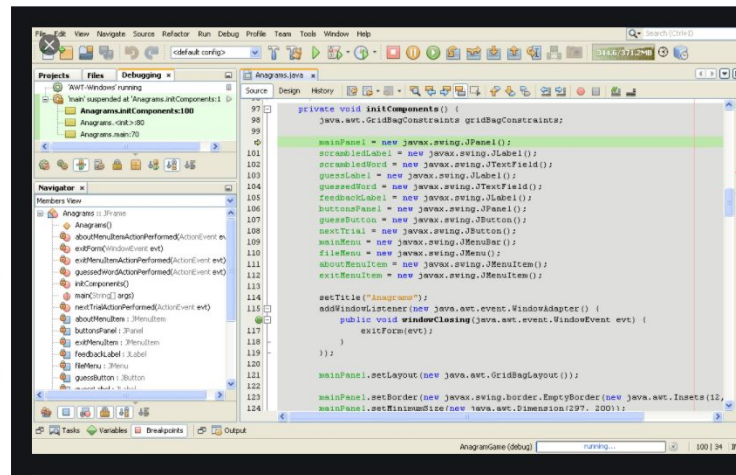 File Edit View Navigate Source Refactor Run Debug Profile Team Tools Window Help
Search (Ctrl+I)
<default config>
314.6/371.2MB
Projects Files Debugging
Anagrams.java
'AWT-Windows' running
'main' suspended at 'Anagrams.initComponents:1
Anagrams.initComponents:100
Anagrams.<init>:80
Anagrams.main:70
Source Design History
97 private void initComponents() {
98 java.awt.GridBagConstraints gridBagConstraints;
99
mainPanel = new javax.swing.JPanel();
101 scrambledLabel = new javax.swing.JLabel();
102 scrambledWord = new javax.swing.JTextField();
103 guessLabel = new javax.swing.JLabel();
104 guessedWord = new javax.swing.JTextField();
105 feedbackLabel = new javax.swing.JLabel();
106 buttonsPanel = new javax.swing.JPanel();
107 guessButton = new javax.swing.JButton();
108 nextTrial = new javax.swing.JButton();
109 mainMenu = new javax.swing.JMenuBar();
110 fileMenu = new javax.swing.JMenu();
111 aboutMenuItem = new javax.swing.JMenuItem();
112 exitMenuItem = new javax.swing.JMenuItem();
113
114 setTitle("Anagrams");
115 addWindowListener(new java.awt.event.WindowAdapter() {
public void windowClosing(java.awt.event.WindowEvent evt) {
117 exitForm(evt);
118 }
119 });
120
121 mainPanel.setLayout(new java.awt.GridBagLayout());
122
123 mainPanel.setBorder(new javax.swing.border.EmptyBorder(new java.awt.Insets(12,
124 mainPanel.setMinimumSize(new java.awt.Dimension(297, 200));
Navigator
Members View
Anagrams :: JFrame
Anagrams()
aboutMenuItemActionPerformed(ActionEvent ev
exitForm(WindowEvent evt)
exitMenuItemActionPerformed(ActionEvent evt)
guessedWordActionPerformed(ActionEvent evt)
initComponents()
main(String[] args)
nextTrialActionPerformed(ActionEvent evt)
aboutMenuItem : JMenuItem
buttonsPanel : JPanel
exitMenuItem : JMenuItem
feedbackLabel : JLabel
fileMenu : JMenu
guessButton : JButton
guessLabel : JLabel
Tasks Variables Breakpoints Output
AnagramGame (debug) running... 100 | 34